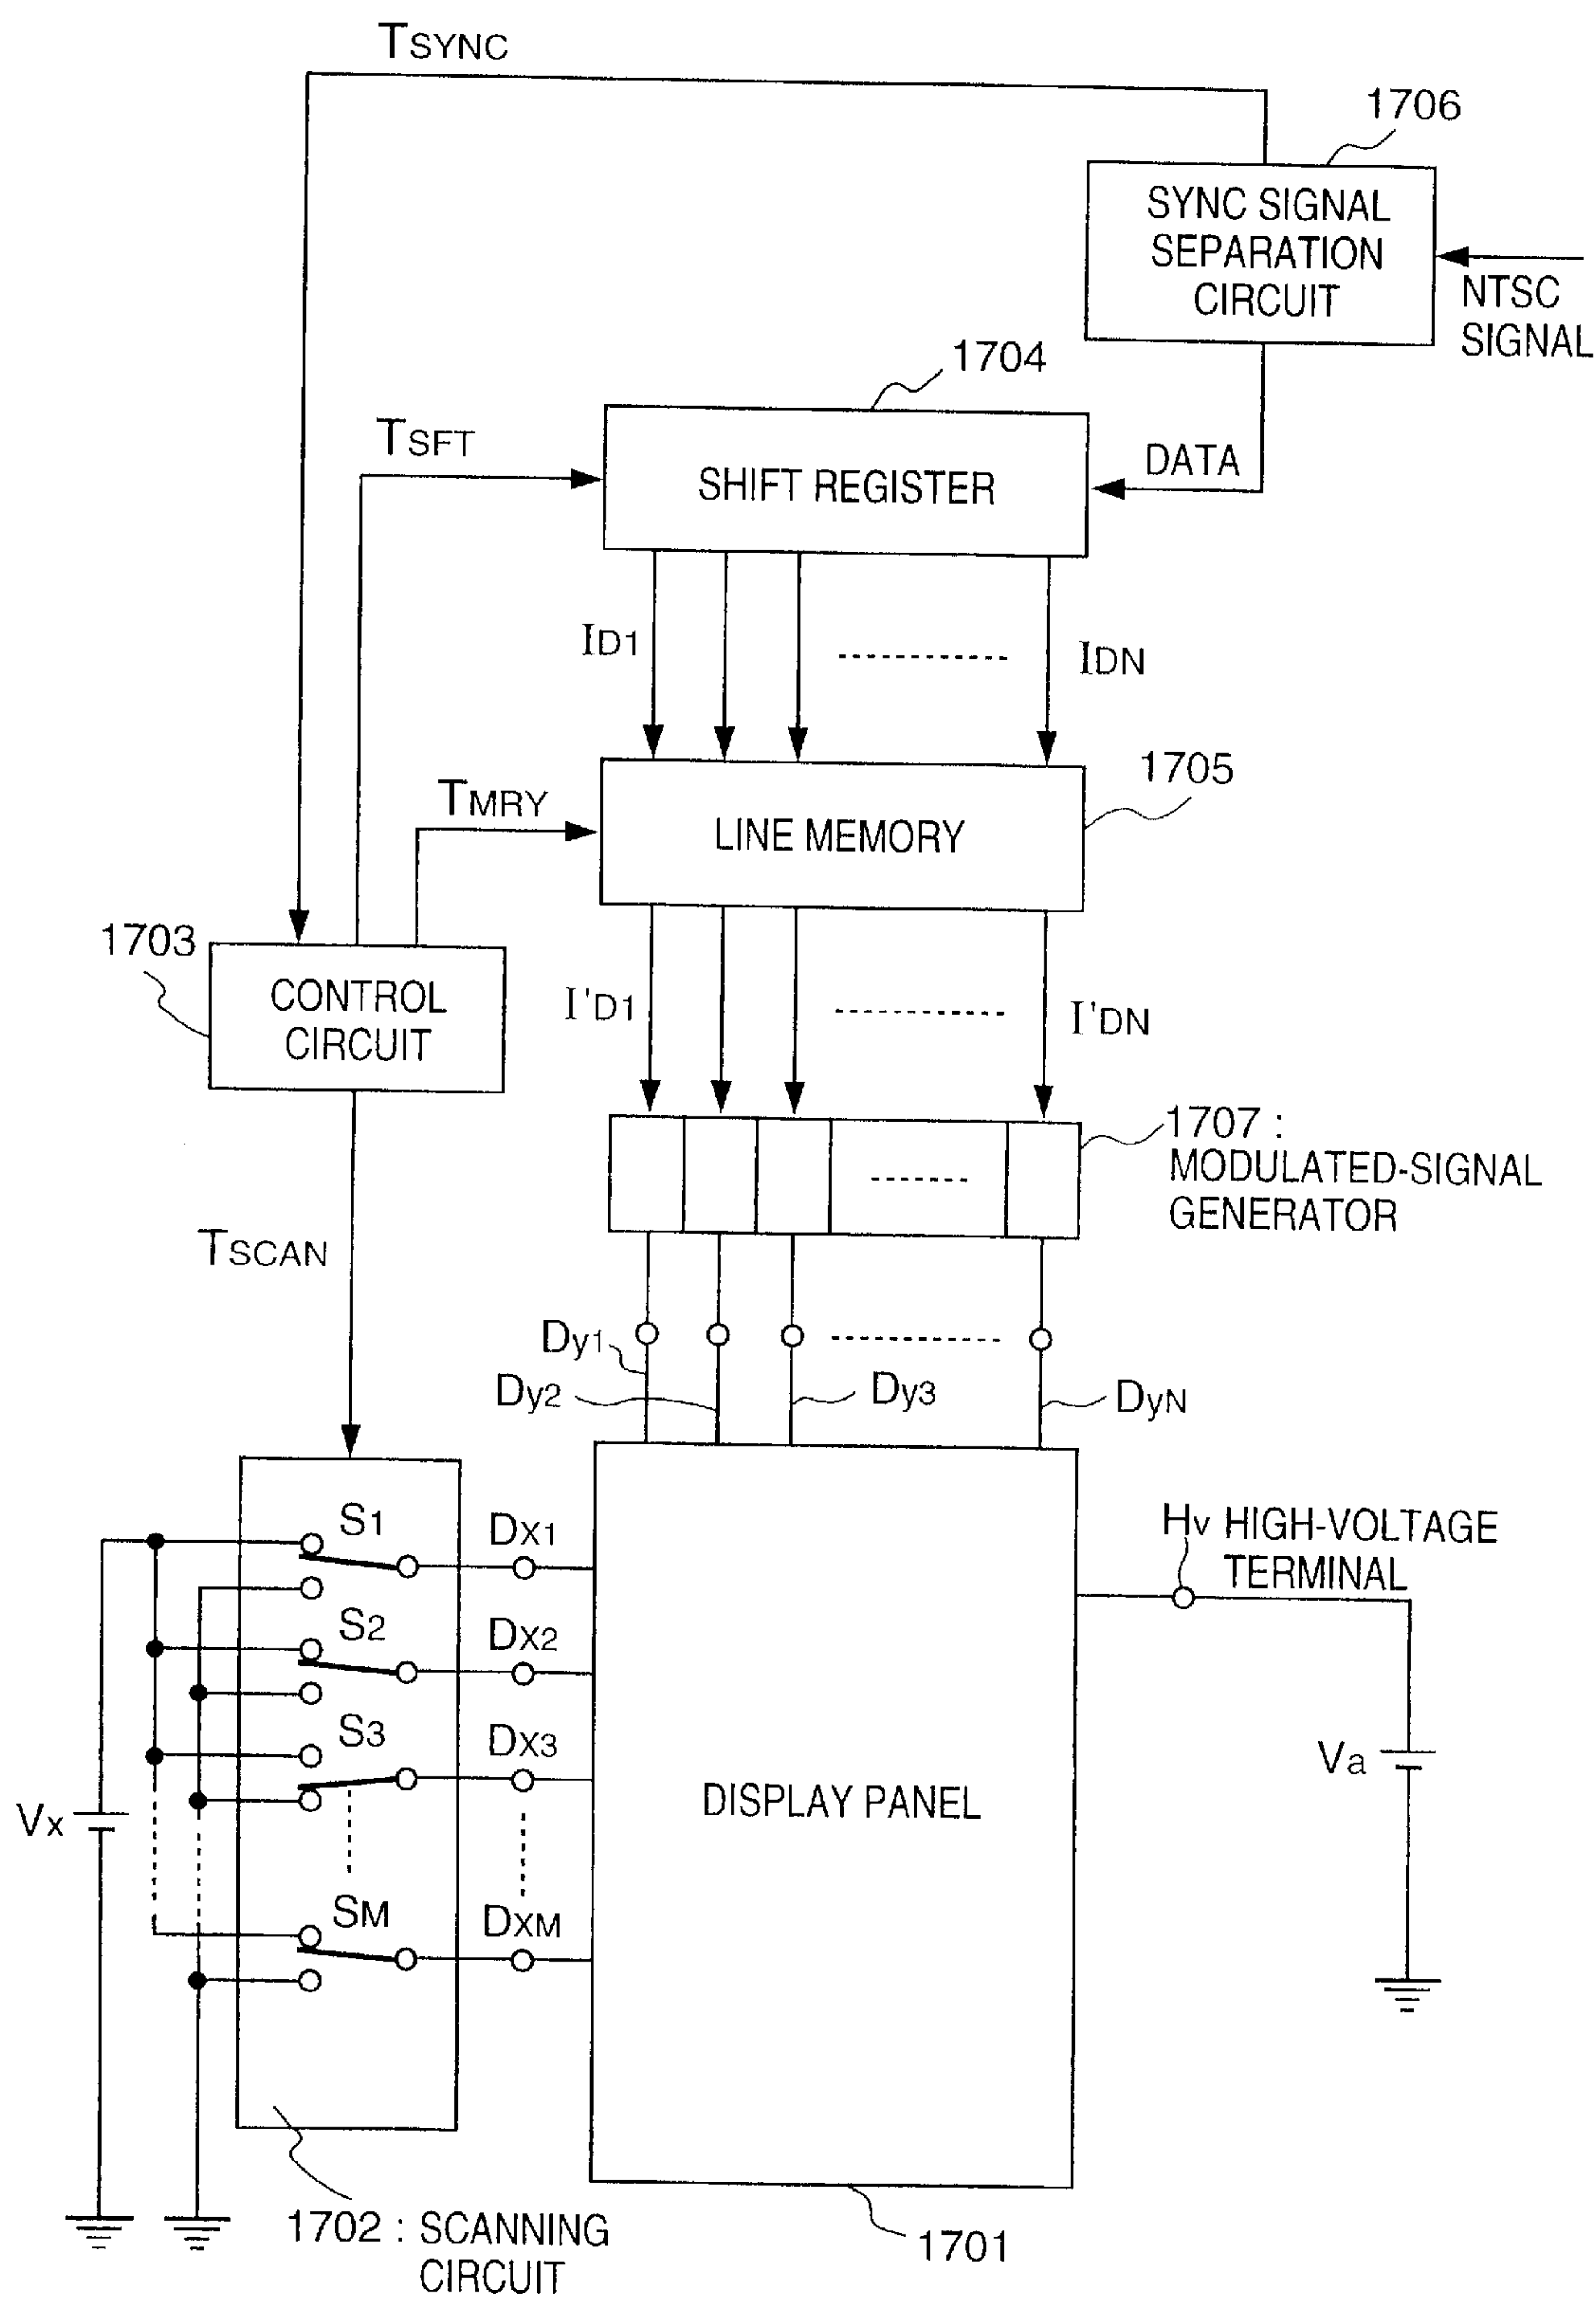 TSYNC
1706
SYNC SIGNAL
SEPARATION
CIRCUIT
NTSC
SIGNAL
1704
TSFT
SHIFT REGISTER
DATA
ID1
IDN
1705
TMRY
LINE MEMORY
1703
CONTROL
CIRCUIT
I'D1
I'DN
1707 :
MODULATED-SIGNAL
GENERATOR
TSCAN
Dy1
Dy2
Dy3
DyN
S1
DX1
Hv HIGH-VOLTAGE
TERMINAL
S2
DX2
S3
DX3
Va
DISPLAY PANEL
Vx
SM
DXM
1702 : SCANNING
CIRCUIT
1701